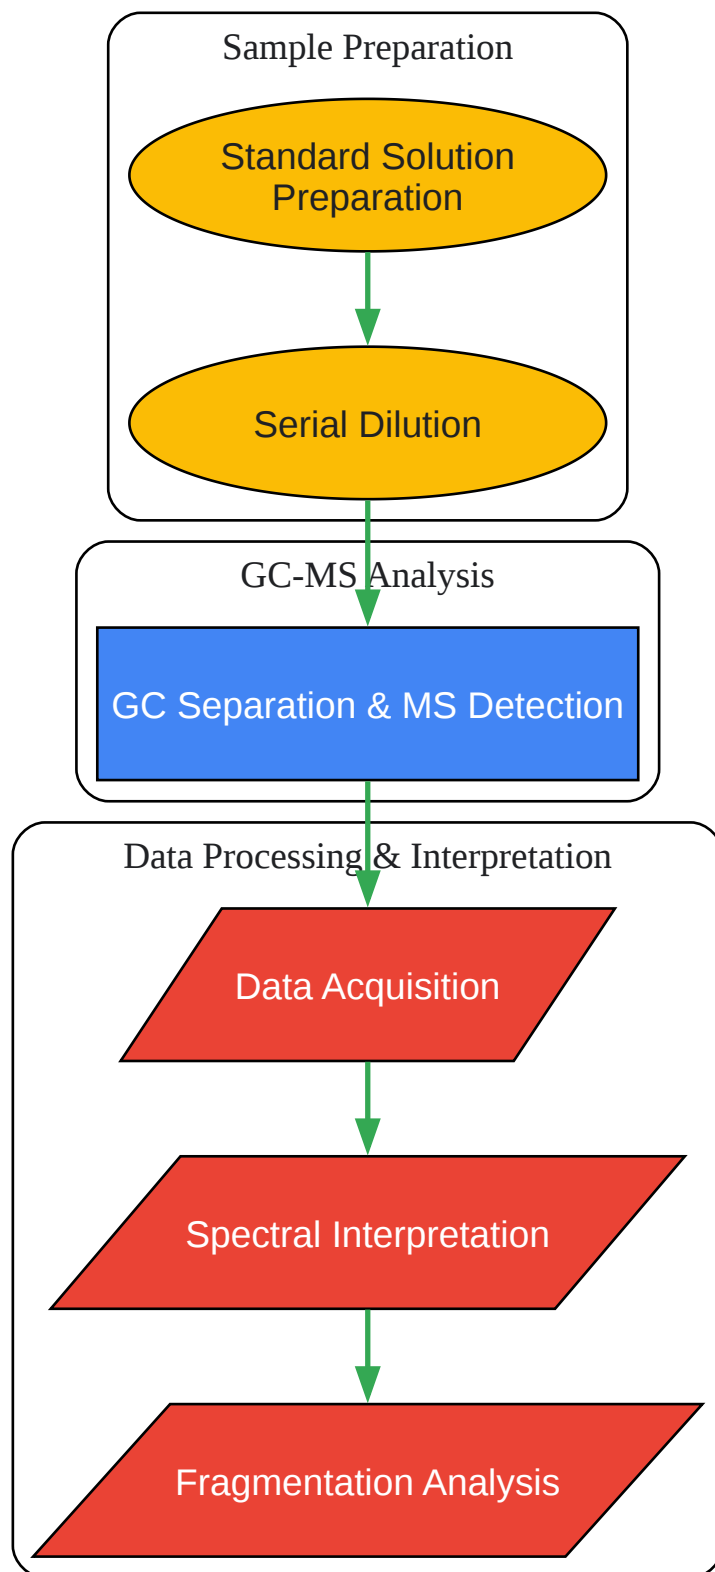 Sample Preparation
Standard Solution
Preparation
Serial Dilution
GC-MS Analysis
GC Separation & MS Detection
Data Processing & Interpretation
Data Acquisition
Spectral Interpretation
Fragmentation Analysis